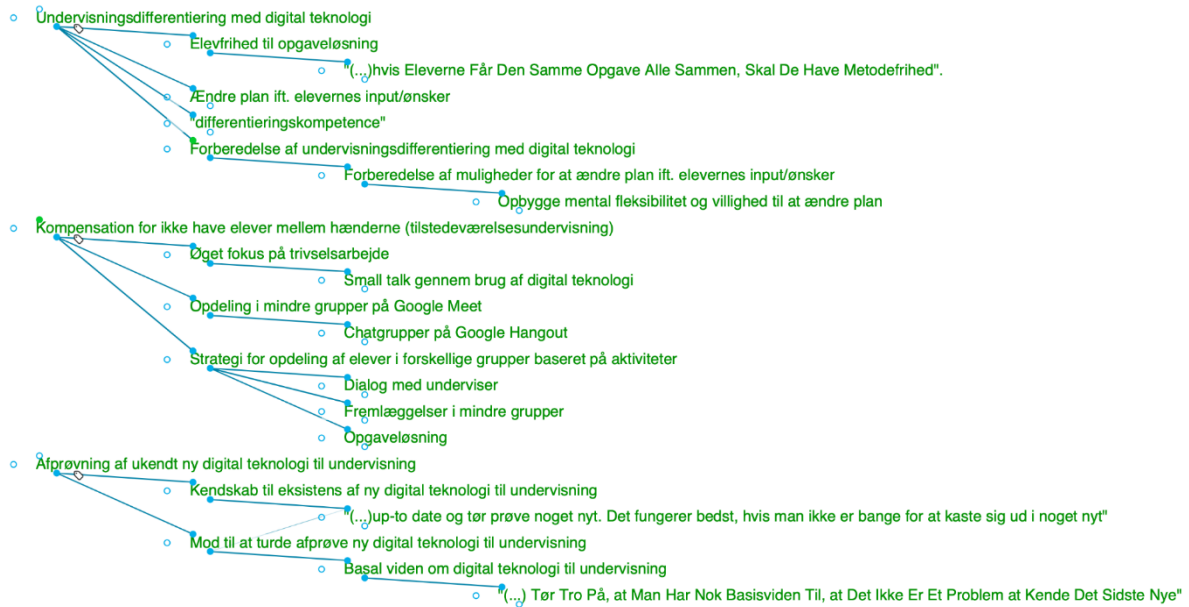 Undervisningsdifferentiering med digital teknologi
Elevfrihed til opgaveløsning
"(...)hvis Eleverne Får Den Samme Opgave Alle Sammen, Skal De Have Metodefrihed".
Ændre plan ift. elevernes input/ønsker
"differentieringskompetence"
Forberedelse af undervisningsdifferentiering med digital teknologi
Forberedelse af muligheder for at ændre plan ift. elevernes input/ønsker
Opbygge mental fleksibilitet og villighed til at ændre plan
Kompensation for ikke have elever mellem hænderne (tilstedeværelsesundervisning)
Øget fokus på trivselsarbejde
Small talk gennem brug af digital teknologi
Opdeling i mindre grupper på Google Meet
Chatgrupper på Google Hangout
Strategi for opdeling af elever i forskellige grupper baseret på aktiviteter
Dialog med underviser
Fremlæggelser i mindre grupper
Opgaveløsning
Afprøvning af ukendt ny digital teknologi til undervisning
Kendskab til eksistens af ny digital teknologi til undervisning
"(...)up-to date og tør prøve noget nyt. Det fungerer bedst, hvis man ikke er bange for at kaste sig ud i noget nyt"
Mod til at turde afprøve ny digital teknologi til undervisning
Basal viden om digital teknologi til undervisning
"(...) Tør Tro På, at Man Har Nok Basisviden Til, at Det Ikke Er Et Problem at Kende Det Sidste Nye"